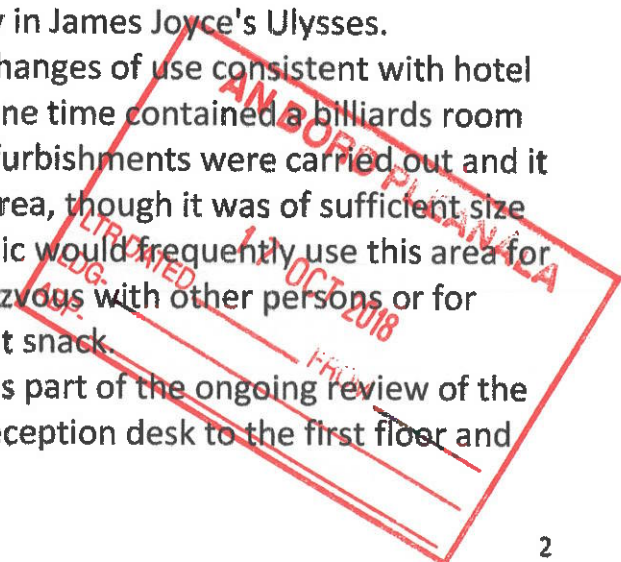 y in James Joyce's Ulysses.
hanges of use consistent with hotel
ne time contained a billiards room
furbishments were carried out and it
rea, though it was of sufficient size
ic would frequently use this area for
zvous with other persons or for
t snack.
s part of the ongoing review of the
eception desk to the first floor and
2
AN BORD PLEANÁLA
17 OCT 2018
LTR DATED
FROM
LDG-
ABP-